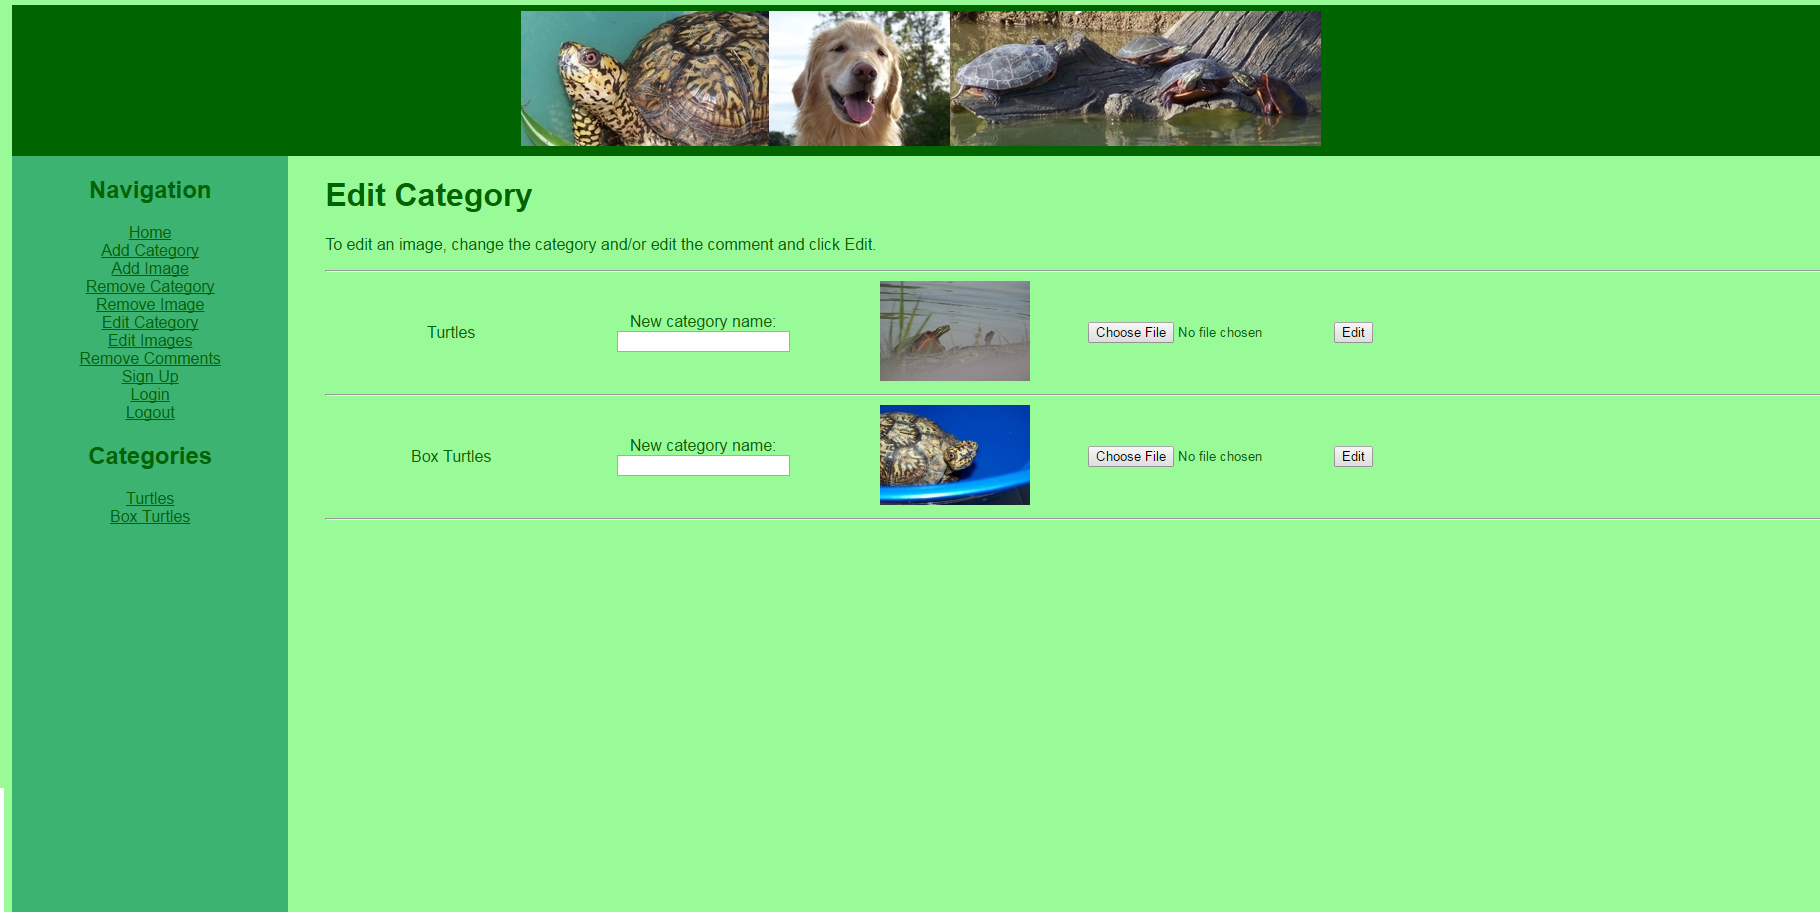 Navigation
Home
Add Category
Add Image
Remove Category
Remove Image
Edit Category
Edit Images
Remove Comments
Sign Up
Login
Logout
Categories
Turtles
Box Turtles
Edit Category
To edit an image, change the category and/or edit the comment and click Edit.
Turtles
New category name:
Choose File No file chosen
Edit
Box Turtles
New category name:
Choose File No file chosen
Edit